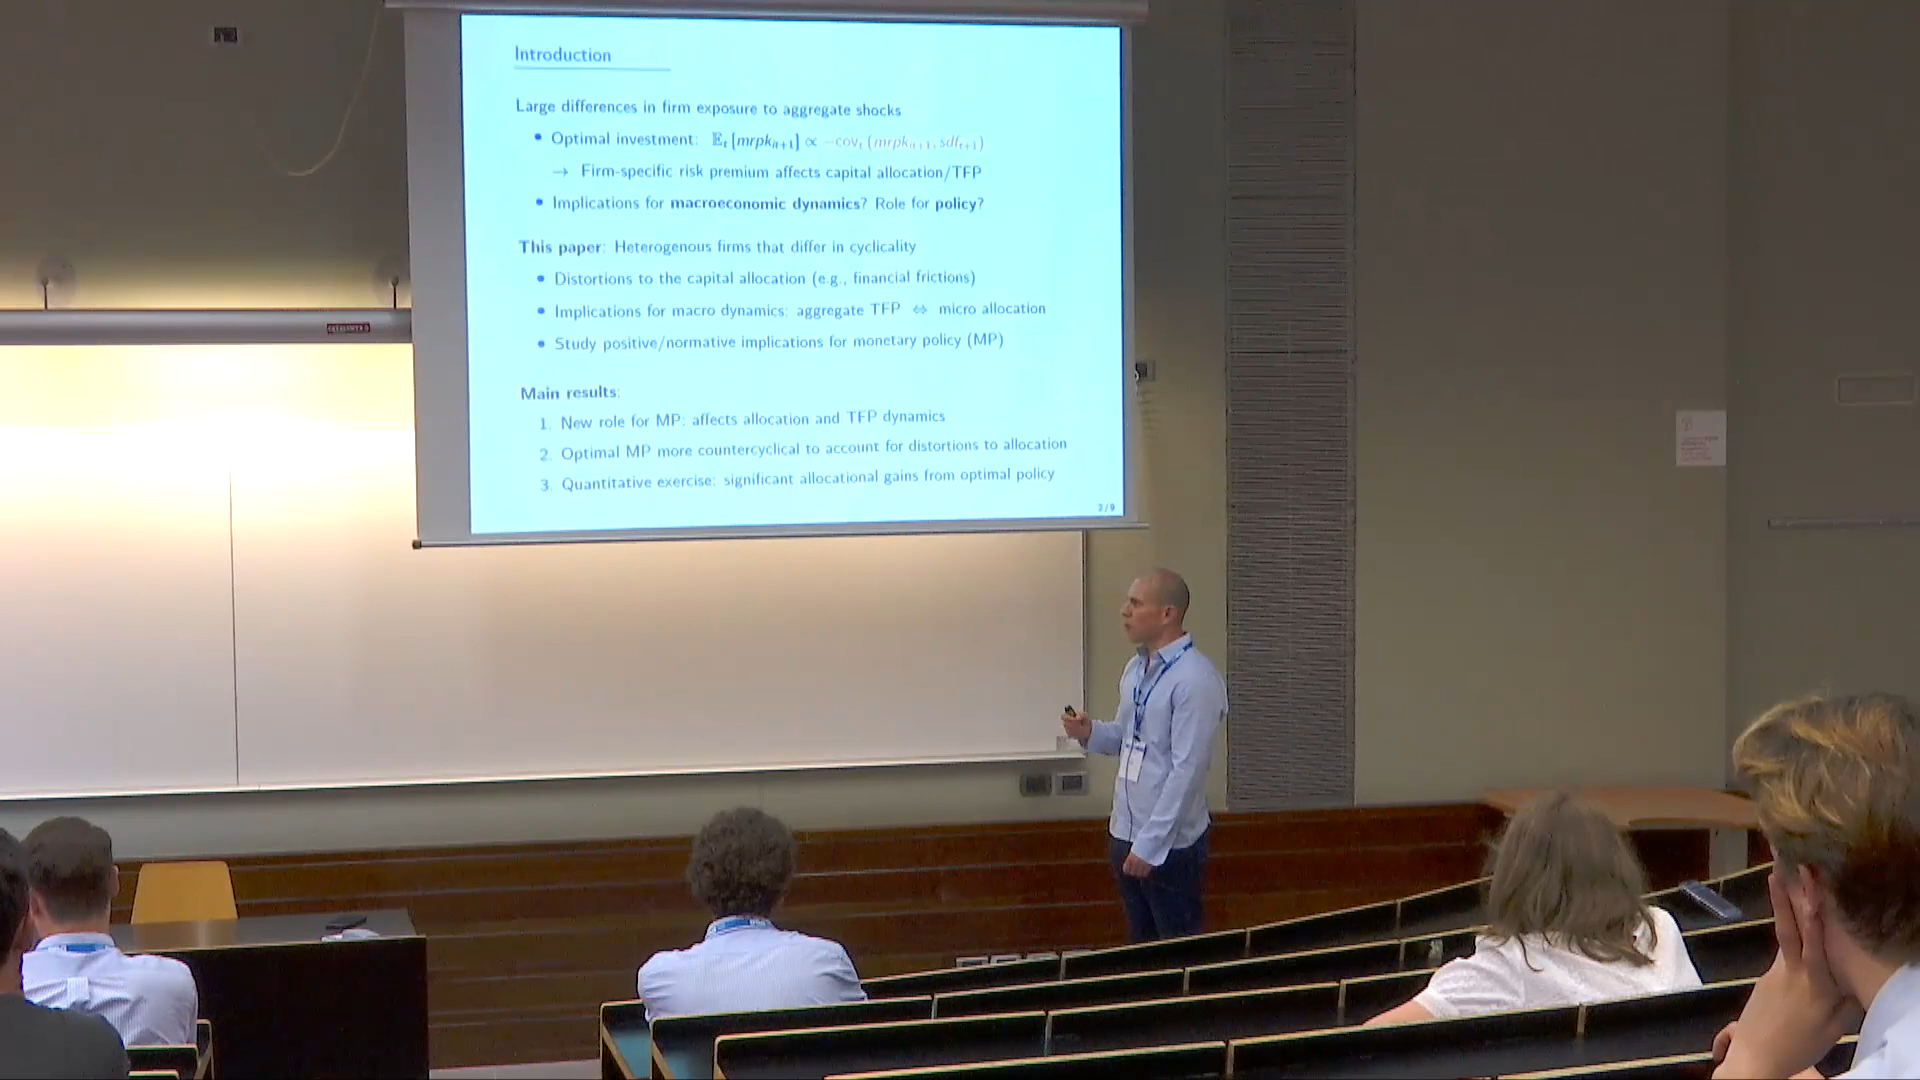 Introduction
Large differences in firm exposure to aggregate shocks
• Optimal investment: 𝔼ₜ [mrpkᵢₜ₊₁] ∝ −covₜ (mrpkᵢₜ₊₁, sdfₜ₊₁)
→ Firm-specific risk premium affects capital allocation/TFP
• Implications for macroeconomic dynamics? Role for policy?
This paper: Heterogenous firms that differ in cyclicality
• Distortions to the capital allocation (e.g., financial frictions)
• Implications for macro dynamics: aggregate TFP ⇔ micro allocation
• Study positive/normative implications for monetary policy (MP)
Main results:
1. New role for MP: affects allocation and TFP dynamics
2. Optimal MP more countercyclical to account for distortions to allocation
3. Quantitative exercise: significant allocational gains from optimal policy
2/9